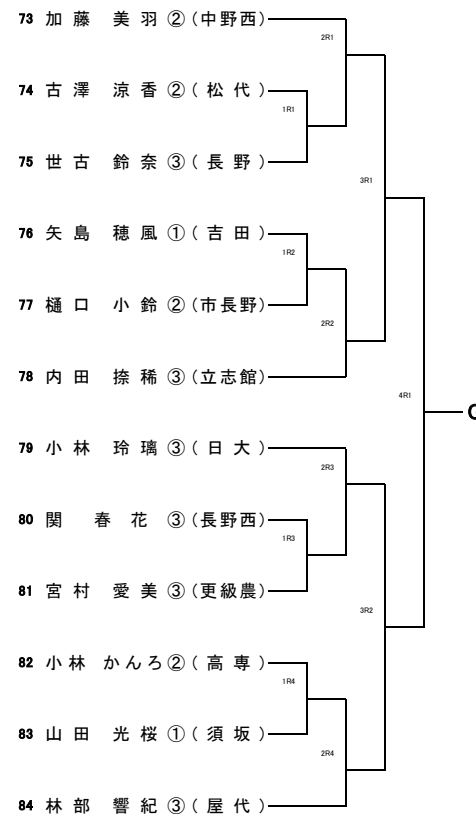 73 加藤 美羽 ② (中野西)
2R1
74 古澤 涼香 ② (松代)
1R1
75 世古 鈴奈 ③ (長野)
3R1
76 矢島 穂風 ① (吉田)
1R2
77 樋口 小鈴 ② (市長野)
2R2
78 内田 捺稀 ③ (立志館)
4R1
79 小林 玲璃 ③ (日大)
2R3
80 関 春花 ③ (長野西)
1R3
81 宮村 愛美 ③ (更級農)
3R2
82 小林 かんろ ② (高専)
1R4
83 山田 光桜 ① (須坂)
2R4
84 林部 響紀 ③ (屋代)